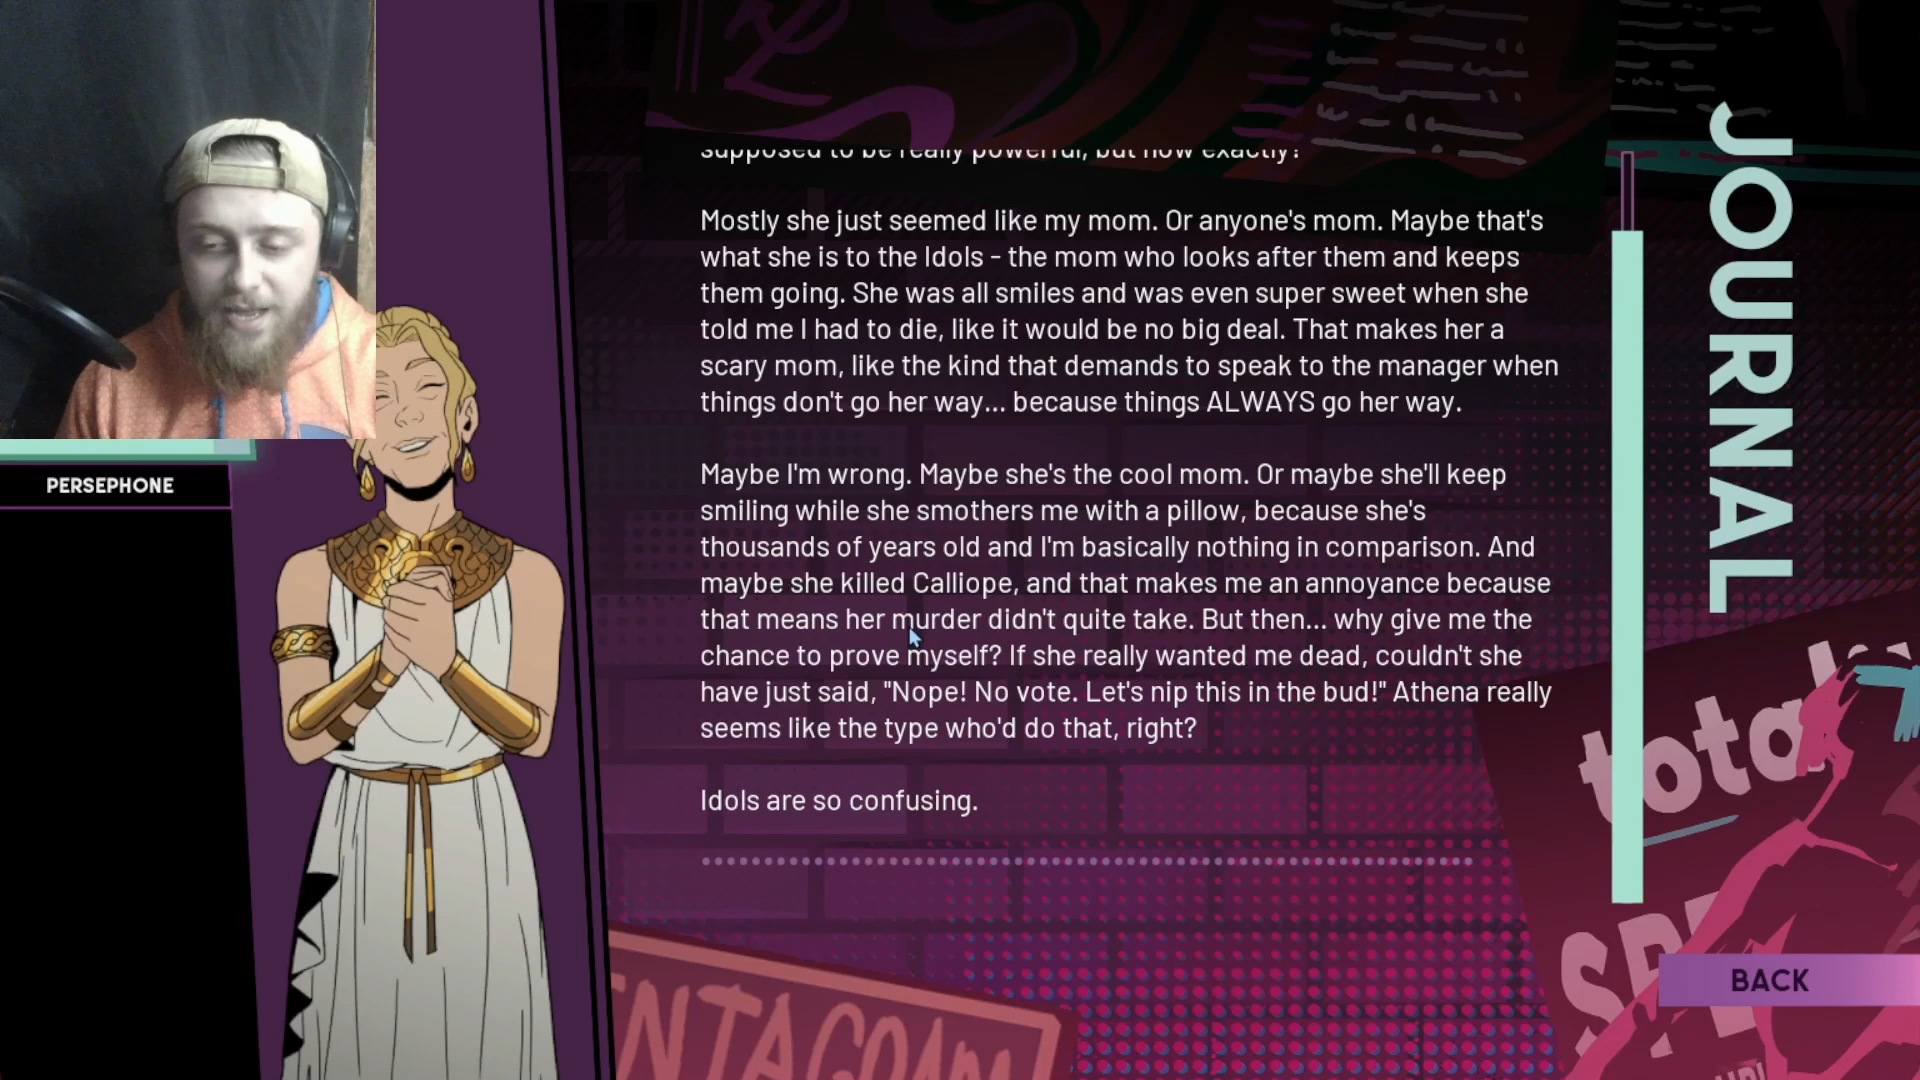 supposed to be really powerful, but how exactly?
Mostly she just seemed like my mom. Or anyone's mom. Maybe that's
what she is to the Idols - the mom who looks after them and keeps
them going. She was all smiles and was even super sweet when she
told me I had to die, like it would be no big deal. That makes her a
scary mom, like the kind that demands to speak to the manager when
things don't go her way... because things ALWAYS go her way.
Maybe I'm wrong. Maybe she's the cool mom. Or maybe she'll keep
smiling while she smothers me with a pillow, because she's
thousands of years old and I'm basically nothing in comparison. And
maybe she killed Calliope, and that makes me an annoyance because
that means her murder didn't quite take. But then... why give me the
chance to prove myself? If she really wanted me dead, couldn't she
have just said, "Nope! No vote. Let's nip this in the bud!" Athena really
seems like the type who'd do that, right?
Idols are so confusing.
PERSEPHONE
JOURNAL
BACK